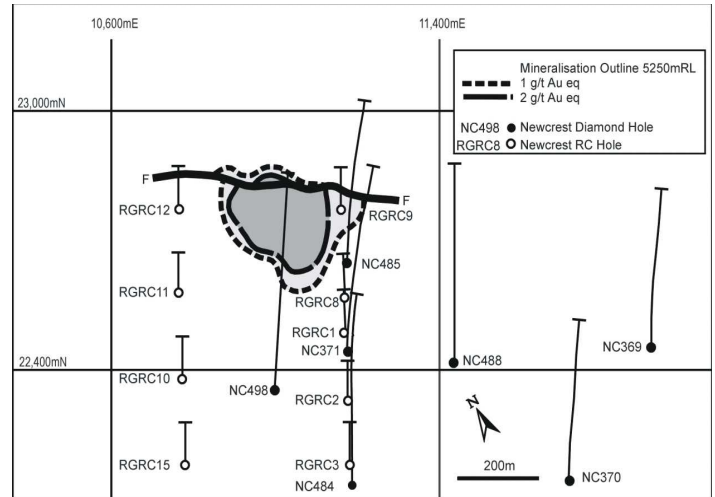 10,600mE
11,400mE
Mineralisation Outline 5250mRL
1 g/t Au eq
2 g/t Au eq
NC498 Newcrest Diamond Hole
RGRC8 Newcrest RC Hole
23,000mN
F
F
RGRC12
RGRC9
NC485
RGRC11
RGRC8
RGRC1
NC371
NC369
22,400mN
NC488
RGRC10
NC498
RGRC2
N
RGRC15
RGRC3
200m
NC484
NC370